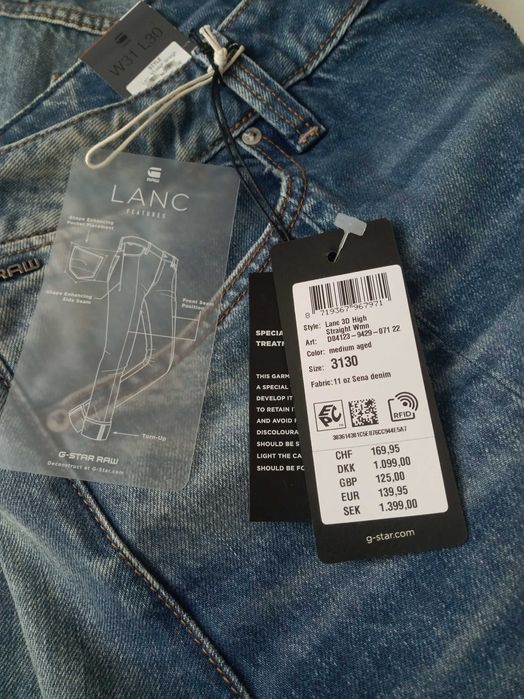 W31 L30
STYLE
RAW
LANC
FEATURES
Shape Enhancing
Pocket Placement
Shape Enhancing
Side Seam
Front Seam
Position
Turn-Up
G-STAR RAW
Deconstruct at G-Star.com
RAW
SPECIA
TREATM
THIS GARM
A SPECIAL
DEVELOP IT
TO RETAIN I
AND AVOID
DISCOLOURA
SHOULD BE S
LIGHT THE CA
SHOULD BE FO
8 719367 967971
Style: Lanc 3D High
Straight Wmn
Art: D04123-9429-071 22
Color: medium aged
Size: 3130
Fabric: 11 oz Sena denim
EPC
RFID
CHF 169,95
DKK 1.099,00
GBP 125,00
EUR 139,95
SEK 1.399,00
g-star.com